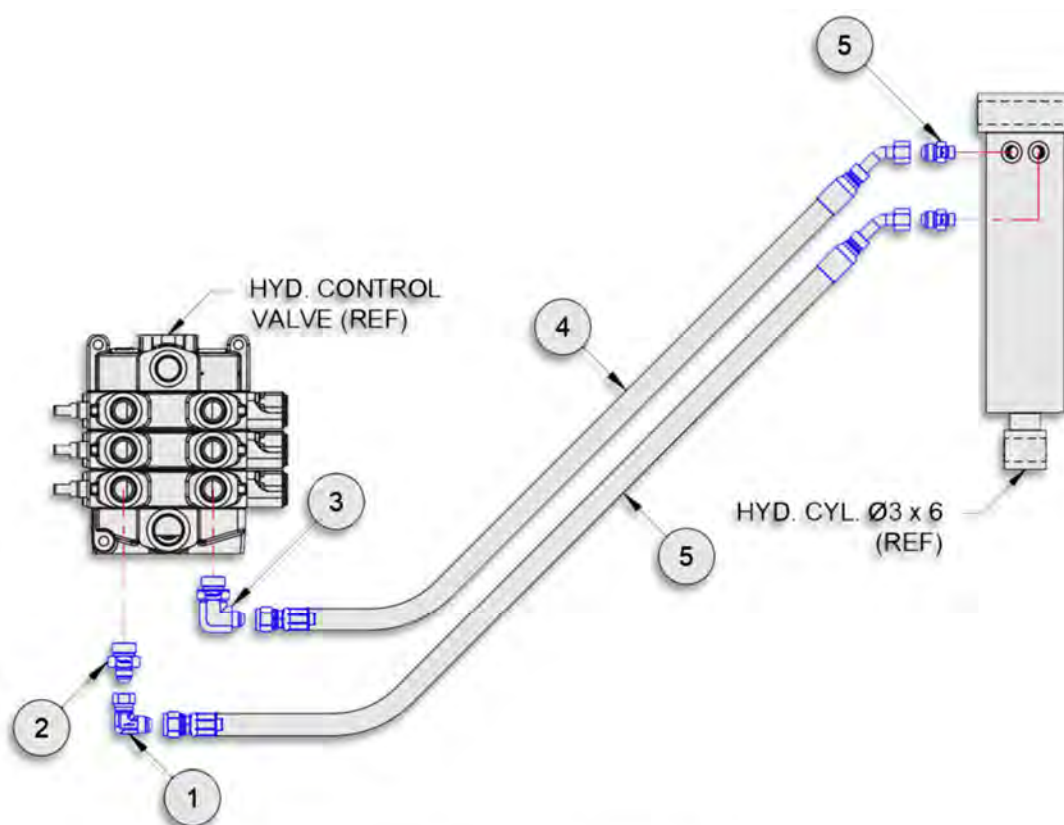 5
HYD. CONTROL
VALVE (REF)
4
3
HYD. CYL. Ø3 x 6
(REF)
5
2
1